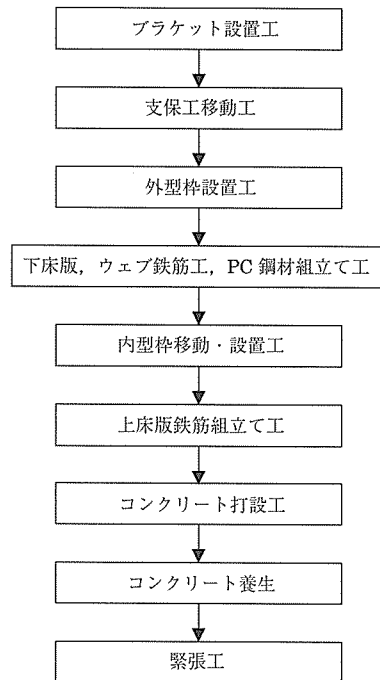 ブラケット設置工
支保工移動工
外型枠設置工
下床版，ウェブ鉄筋工，PC 鋼材組立て工
内型枠移動・設置工
上床版鉄筋組立て工
コンクリート打設工
コンクリート養生
緊張工